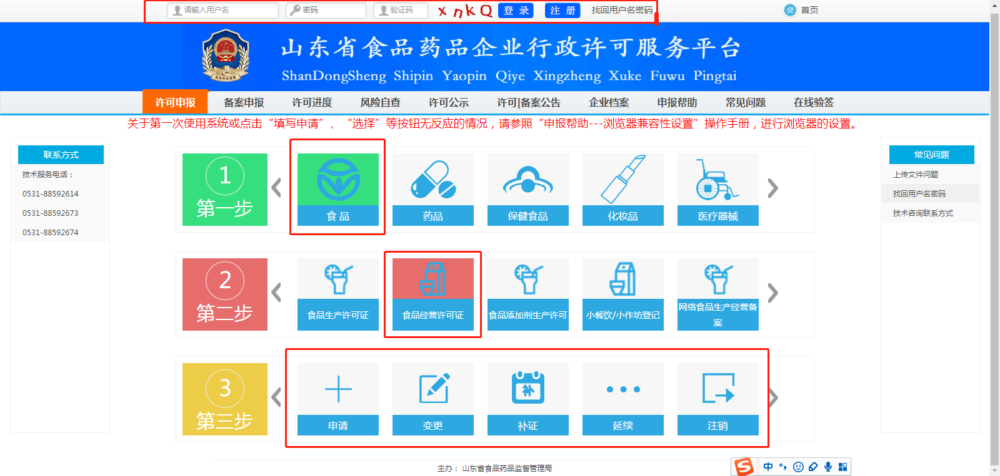 请输入用户名 密码 验证码 x n k Q 登 录 注 册 找回用户名密码 首页
山东省食品药品企业行政许可服务平台
ShanDongSheng Shipin Yaopin Qiye Xingzheng Xuke Fuwu Pingtai
食品药品监督
许可申报 备案申报 许可进度 风险自查 许可公示 许可|备案公告 企业档案 申报帮助 常见问题 在线验签
关于第一次使用系统或点击“填写申请”、“选择”等按钮无反应的情况，请参照“申报帮助---浏览器兼容性设置”操作手册，进行浏览器的设置。
联系方式
技术服务电话：
0531-88592614
0531-88592673
0531-88592674
1
第一步
食 品 药品 保健食品 化妆品 医疗器械
2
第二步
食品生产许可证 食品经营许可证 食品添加剂生产许可 小餐饮/小作坊登记 网络食品生产经营备
案
3
第三步
补
申请 变更 补证 延续 注销
常见问题
上传文件问题
找回用户名密码
技术咨询联系方式
主办： 山东省食品药品监督管理局
S 中 °,